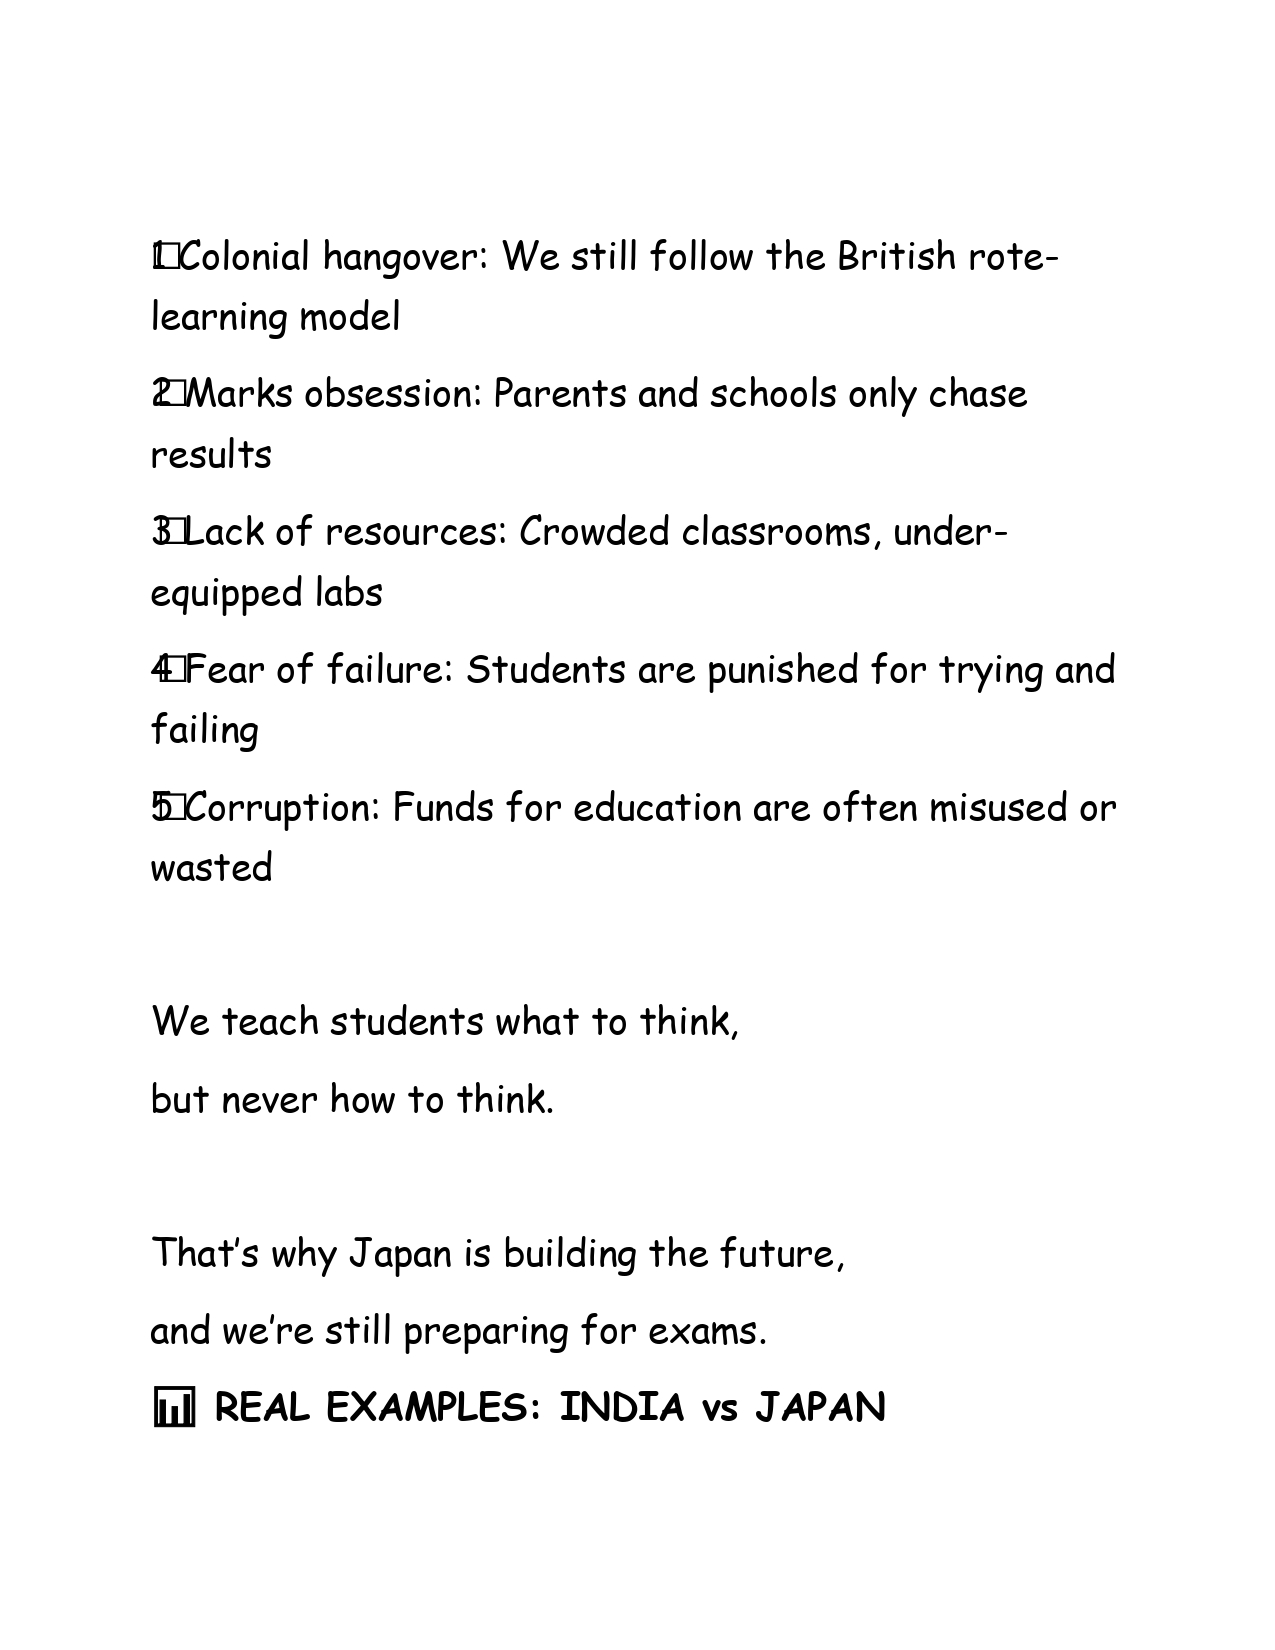 1️⃣Colonial hangover: We still follow the British rote-
learning model
2️⃣Marks obsession: Parents and schools only chase
results
3️⃣Lack of resources: Crowded classrooms, under-
equipped labs
4️⃣Fear of failure: Students are punished for trying and
failing
5️⃣Corruption: Funds for education are often misused or
wasted
We teach students what to think,
but never how to think.
That’s why Japan is building the future,
and we’re still preparing for exams.
📊 REAL EXAMPLES: INDIA vs JAPAN